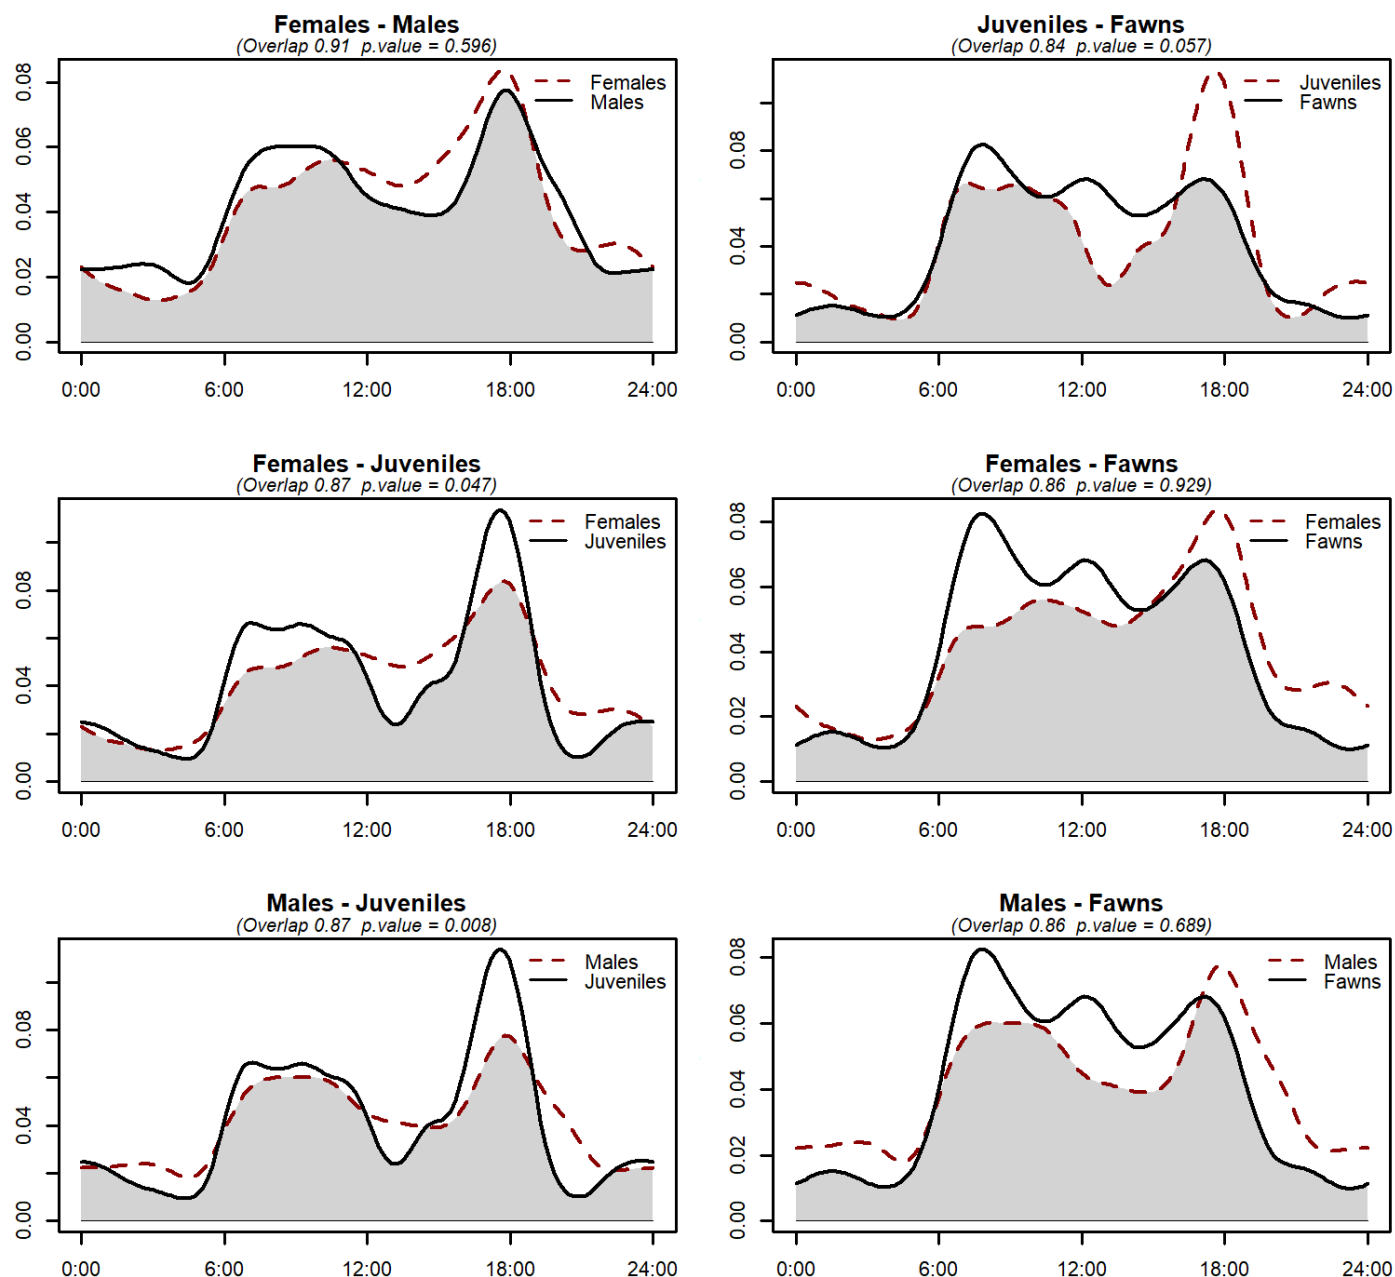 Females - Males
(Overlap 0.91 p.value = 0.596)
Females
Males
0.08
0.06
0.04
0.02
0.00
0:00 6:00 12:00 18:00 24:00
Juveniles - Fawns
(Overlap 0.84 p.value = 0.057)
Juveniles
Fawns
0.08
0.04
0.00
0:00 6:00 12:00 18:00 24:00
Females - Juveniles
(Overlap 0.87 p.value = 0.047)
Females
Juveniles
0.08
0.04
0.00
0:00 6:00 12:00 18:00 24:00
Females - Fawns
(Overlap 0.86 p.value = 0.929)
Females
Fawns
0.08
0.06
0.04
0.02
0.00
0:00 6:00 12:00 18:00 24:00
Males - Juveniles
(Overlap 0.87 p.value = 0.008)
Males
Juveniles
0.08
0.04
0.00
0:00 6:00 12:00 18:00 24:00
Males - Fawns
(Overlap 0.86 p.value = 0.689)
Males
Fawns
0.08
0.06
0.04
0.02
0.00
0:00 6:00 12:00 18:00 24:00